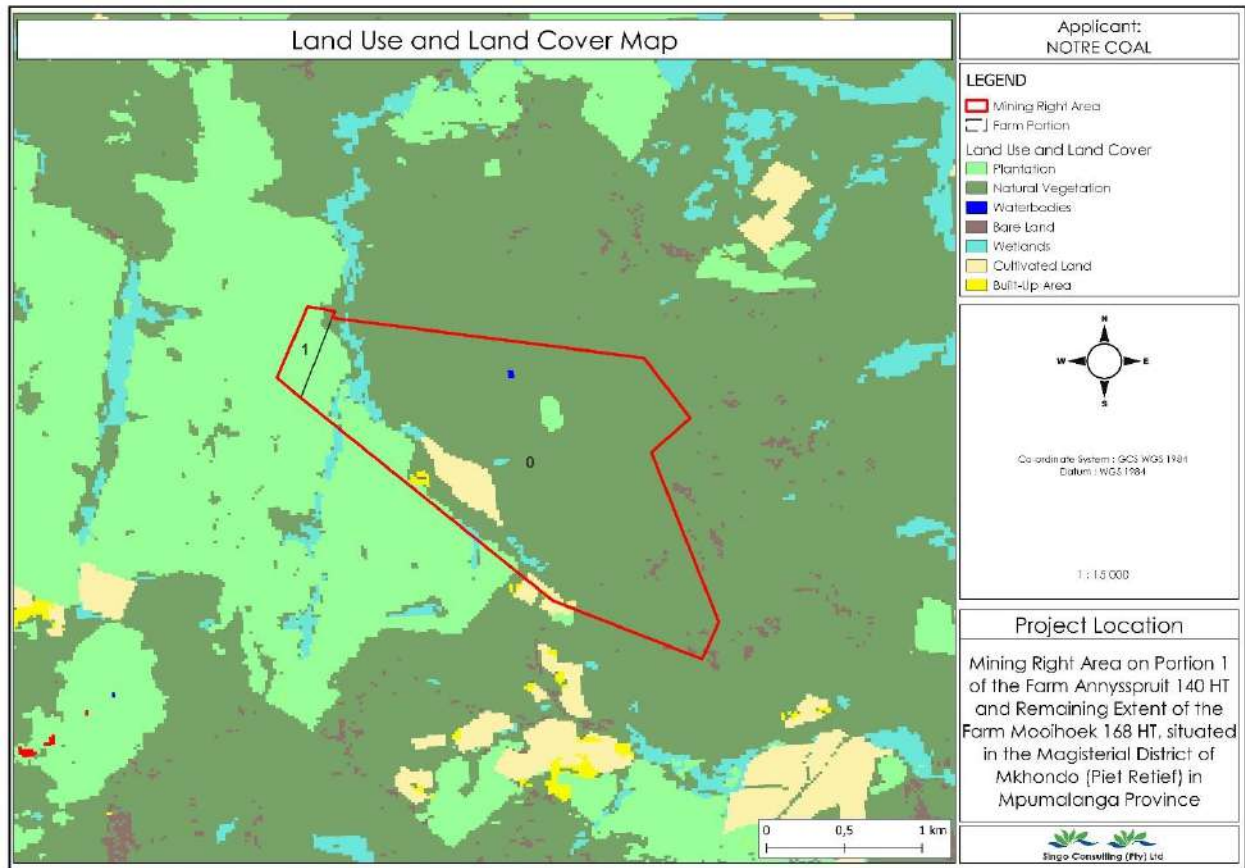 Land Use and Land Cover Map
1
0
0
0,5
1 km
Applicant:
NOTRE COAL
LEGEND
Mining Right Area
Farm Portion
Land Use and Land Cover
Plantation
Natural Vegetation
Waterbodies
Bare Land
Wetlands
Cultivated Land
Built-Up Area
N
W
E
S
Co-ordinate System : GCS WGS 1984
Datum : WGS 1984
1 : 15 000
Project Location
Mining Right Area on Portion 1
of the Farm Annysspruit 140 HT
and Remaining Extent of the
Farm Mooihoek 168 HT, situated
in the Magisterial District of
Mkhondo (Piet Retief) in
Mpumalanga Province
Singo Consulting (Pty) Ltd